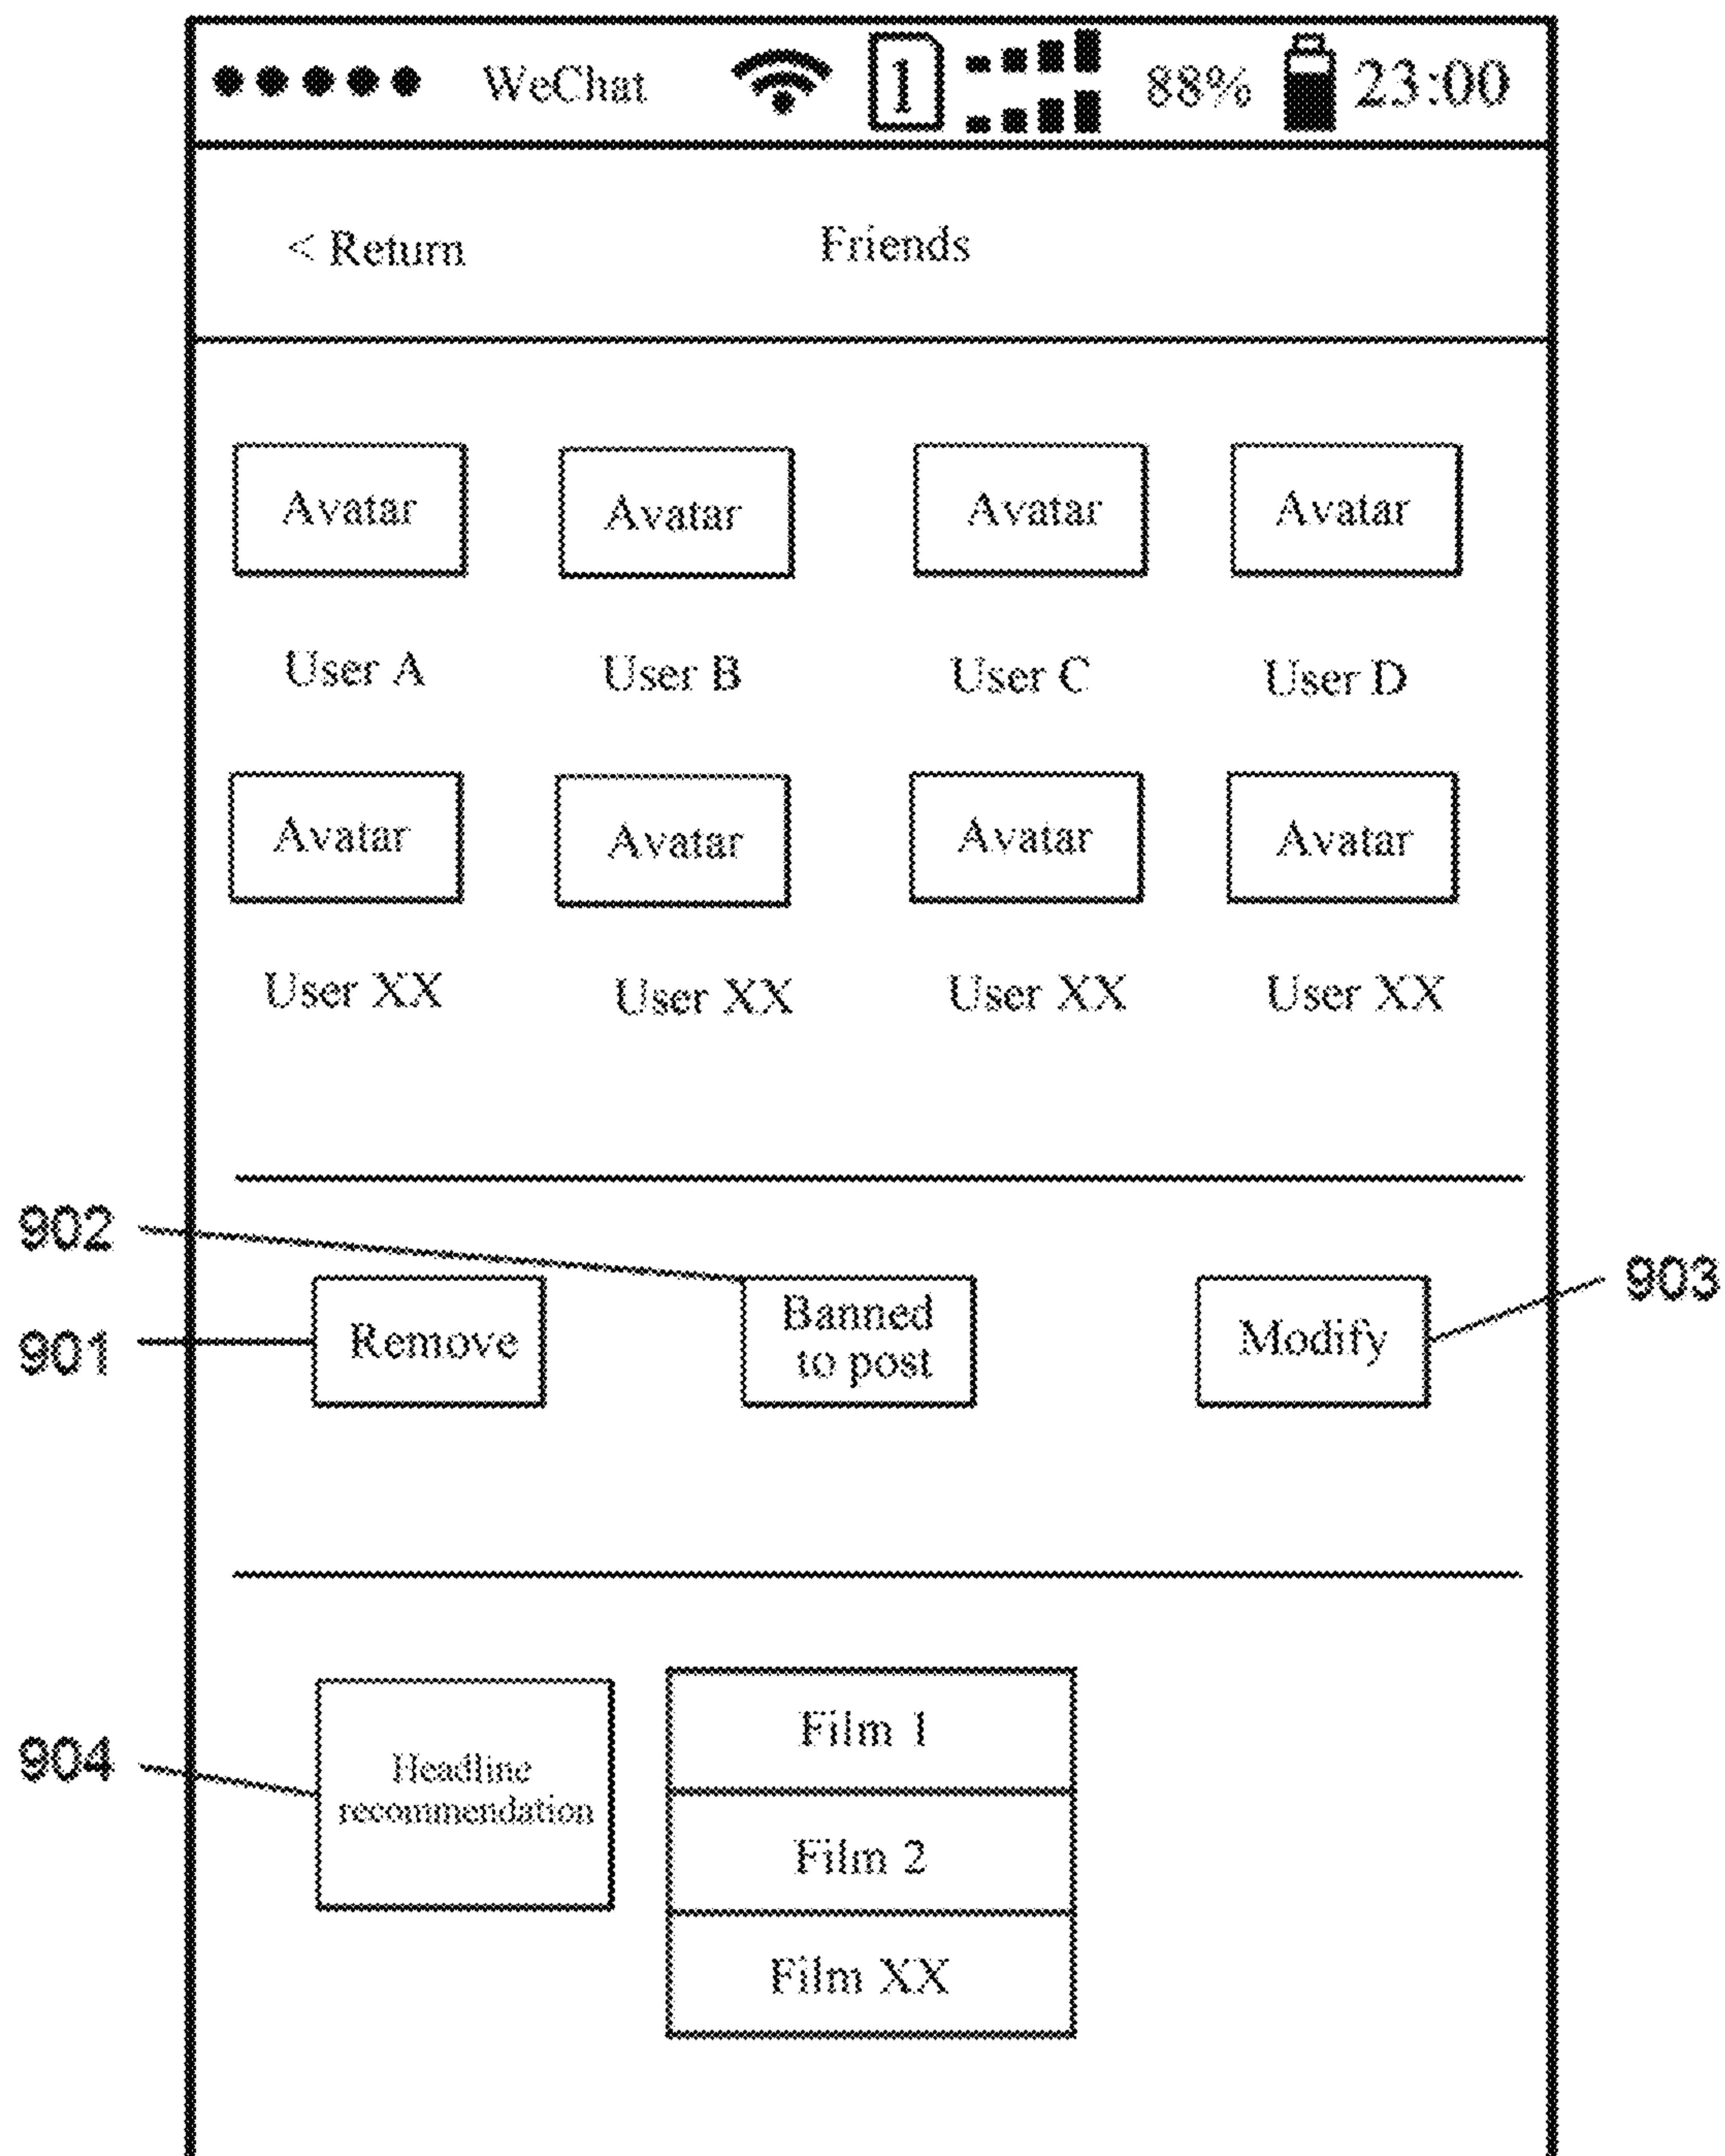 WeChat 1 88% 23:00
< Return Friends
Avatar Avatar Avatar Avatar
User A User B User C User D
Avatar Avatar Avatar Avatar
User XX User XX User XX User XX
902
Banned
to post
903
901
Remove
Modify
Film 1
904
Headline
recommendation
Film 2
Film XX